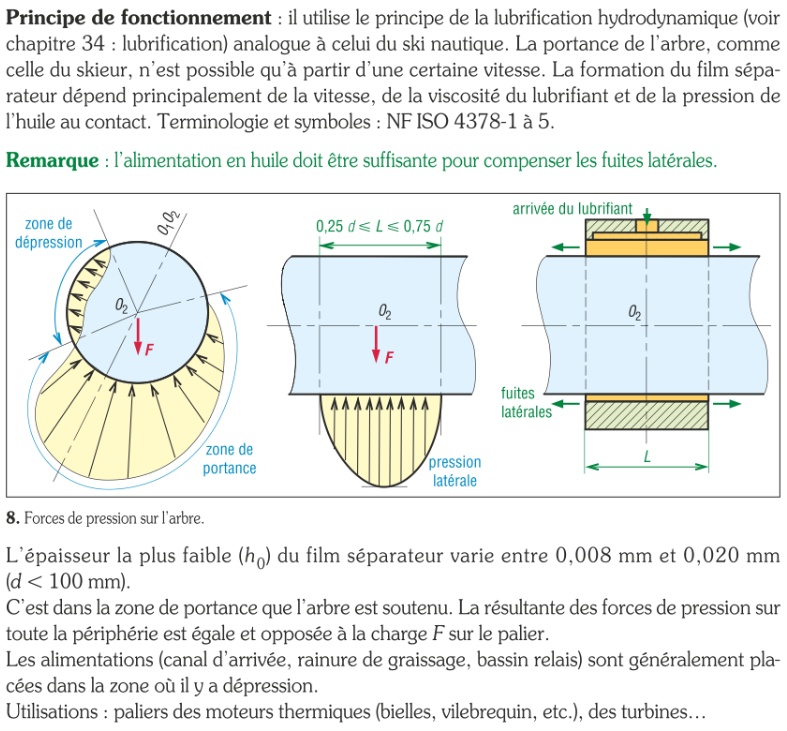 Principe de fonctionnement : il utilise le principe de la lubrification hydrodynamique (voir
chapitre 34 : lubrification) analogue à celui du ski nautique. La portance de l'arbre, comme
celle du skieur, n'est possible qu'à partir d'une certaine vitesse. La formation du film sépa-
rateur dépend principalement de la vitesse, de la viscosité du lubrifiant et de la pression de
l'huile au contact. Terminologie et symboles : NF ISO 4378-1 à 5.
Remarque : l'alimentation en huile doit être suffisante pour compenser les fuites latérales.
zone de
dépression
O₁O₂
O₂
F
zone de
portance
0,25 d ⩽ L ⩽ 0,75 d
O₂
F
pression
latérale
arrivée du lubrifiant
O₂
fuites
latérales
L
8. Forces de pression sur l'arbre.
L'épaisseur la plus faible (h₀) du film séparateur varie entre 0,008 mm et 0,020 mm
(d < 100 mm).
C'est dans la zone de portance que l'arbre est soutenu. La résultante des forces de pression sur
toute la périphérie est égale et opposée à la charge F sur le palier.
Les alimentations (canal d'arrivée, rainure de graissage, bassin relais) sont généralement pla-
cées dans la zone où il y a dépression.
Utilisations : paliers des moteurs thermiques (bielles, vilebrequin, etc.), des turbines...